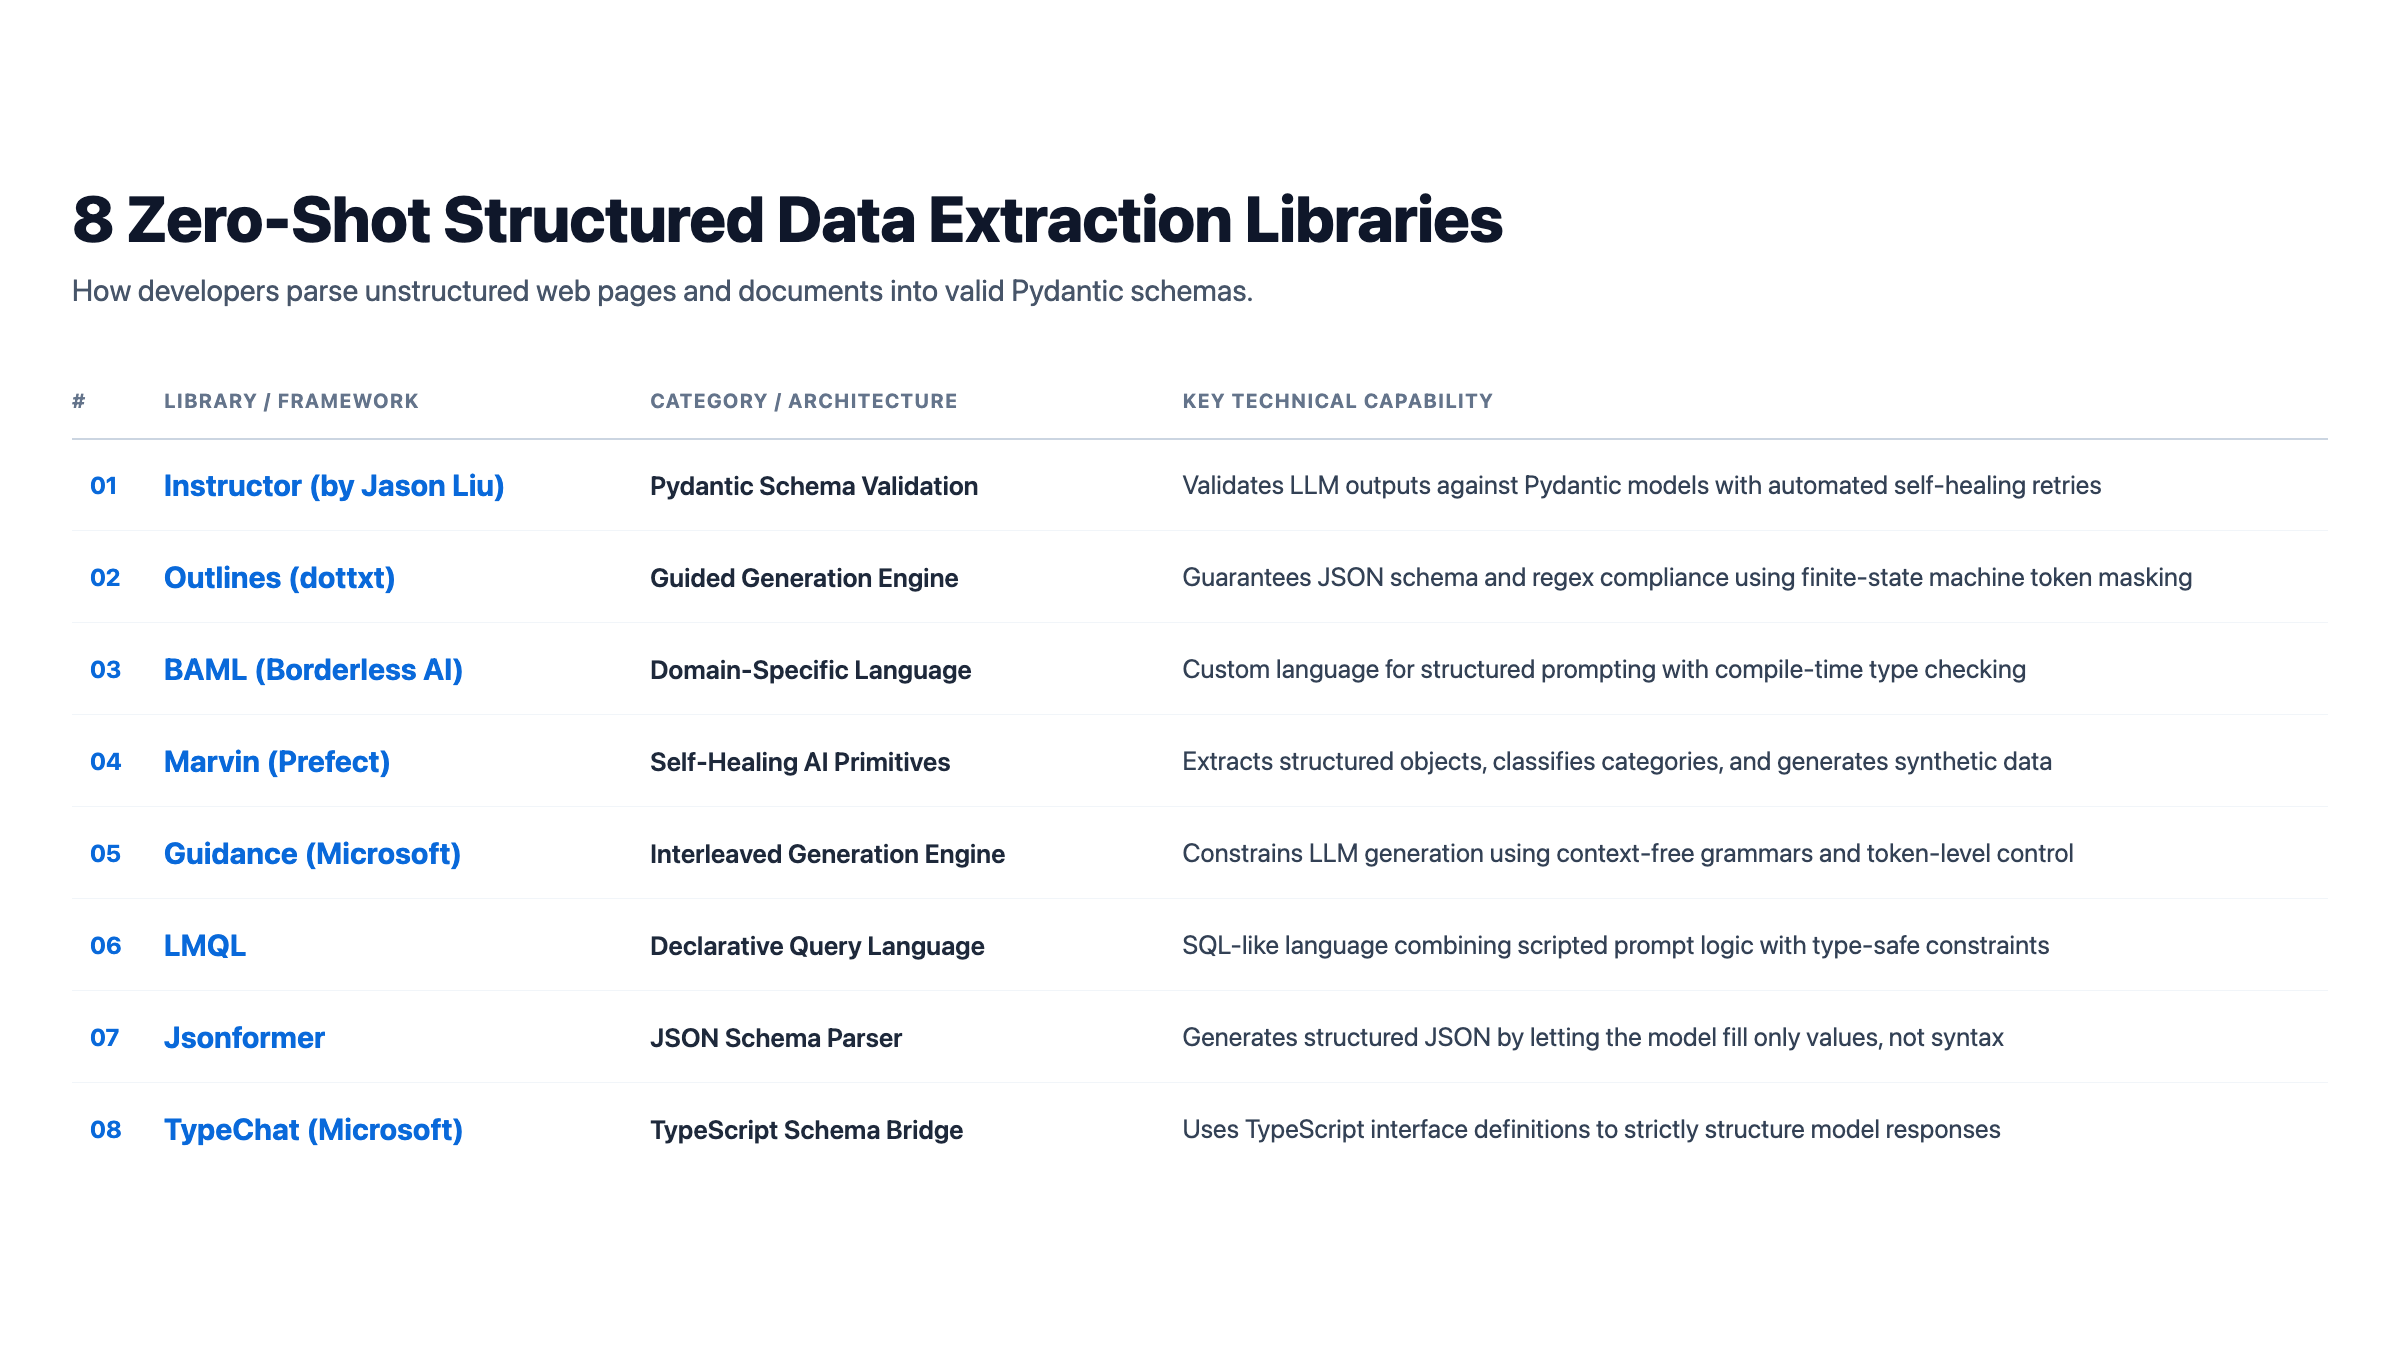 8 Zero-Shot Structured Data Extraction Libraries
How developers parse unstructured web pages and documents into valid Pydantic schemas.
# LIBRARY / FRAMEWORK CATEGORY / ARCHITECTURE KEY TECHNICAL CAPABILITY
01 Instructor (by Jason Liu) Pydantic Schema Validation Validates LLM outputs against Pydantic models with automated self-healing retries
02 Outlines (dottxt) Guided Generation Engine Guarantees JSON schema and regex compliance using finite-state machine token masking
03 BAML (Borderless AI) Domain-Specific Language Custom language for structured prompting with compile-time type checking
04 Marvin (Prefect) Self-Healing AI Primitives Extracts structured objects, classifies categories, and generates synthetic data
05 Guidance (Microsoft) Interleaved Generation Engine Constrains LLM generation using context-free grammars and token-level control
06 LMQL Declarative Query Language SQL-like language combining scripted prompt logic with type-safe constraints
07 Jsonformer JSON Schema Parser Generates structured JSON by letting the model fill only values, not syntax
08 TypeChat (Microsoft) TypeScript Schema Bridge Uses TypeScript interface definitions to strictly structure model responses